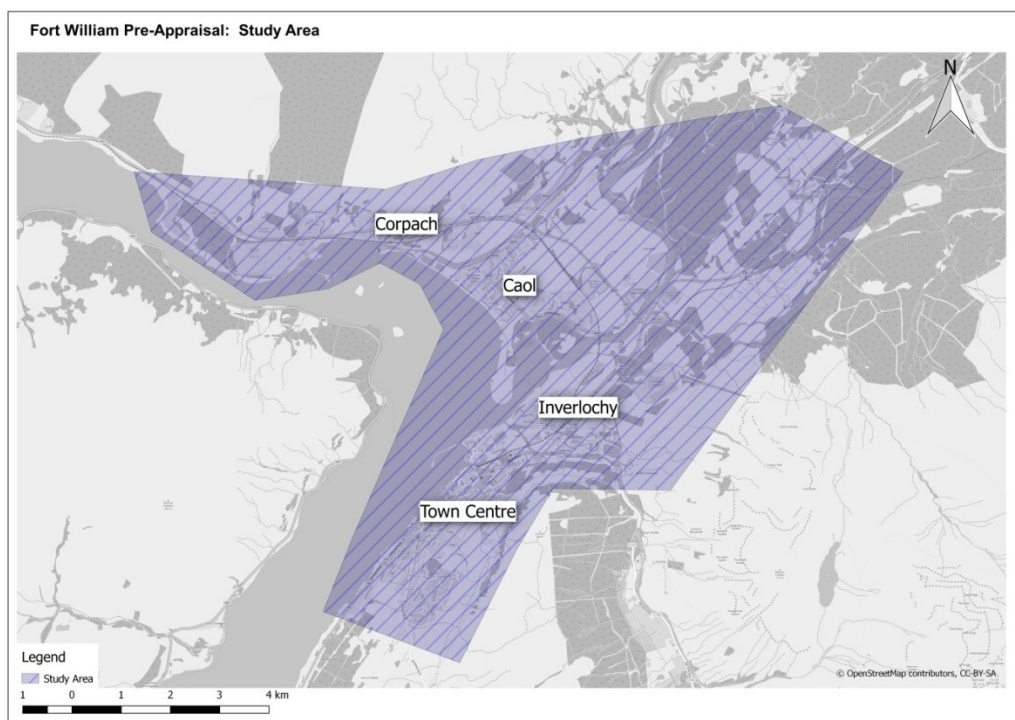 Fort William Pre-Appraisal: Study Area
N
Corpach
Caol
Inverlochy
Town Centre
Legend
Study Area
1 0 1 2 3 4 km
© OpenStreetMap contributors, CC-BY-SA